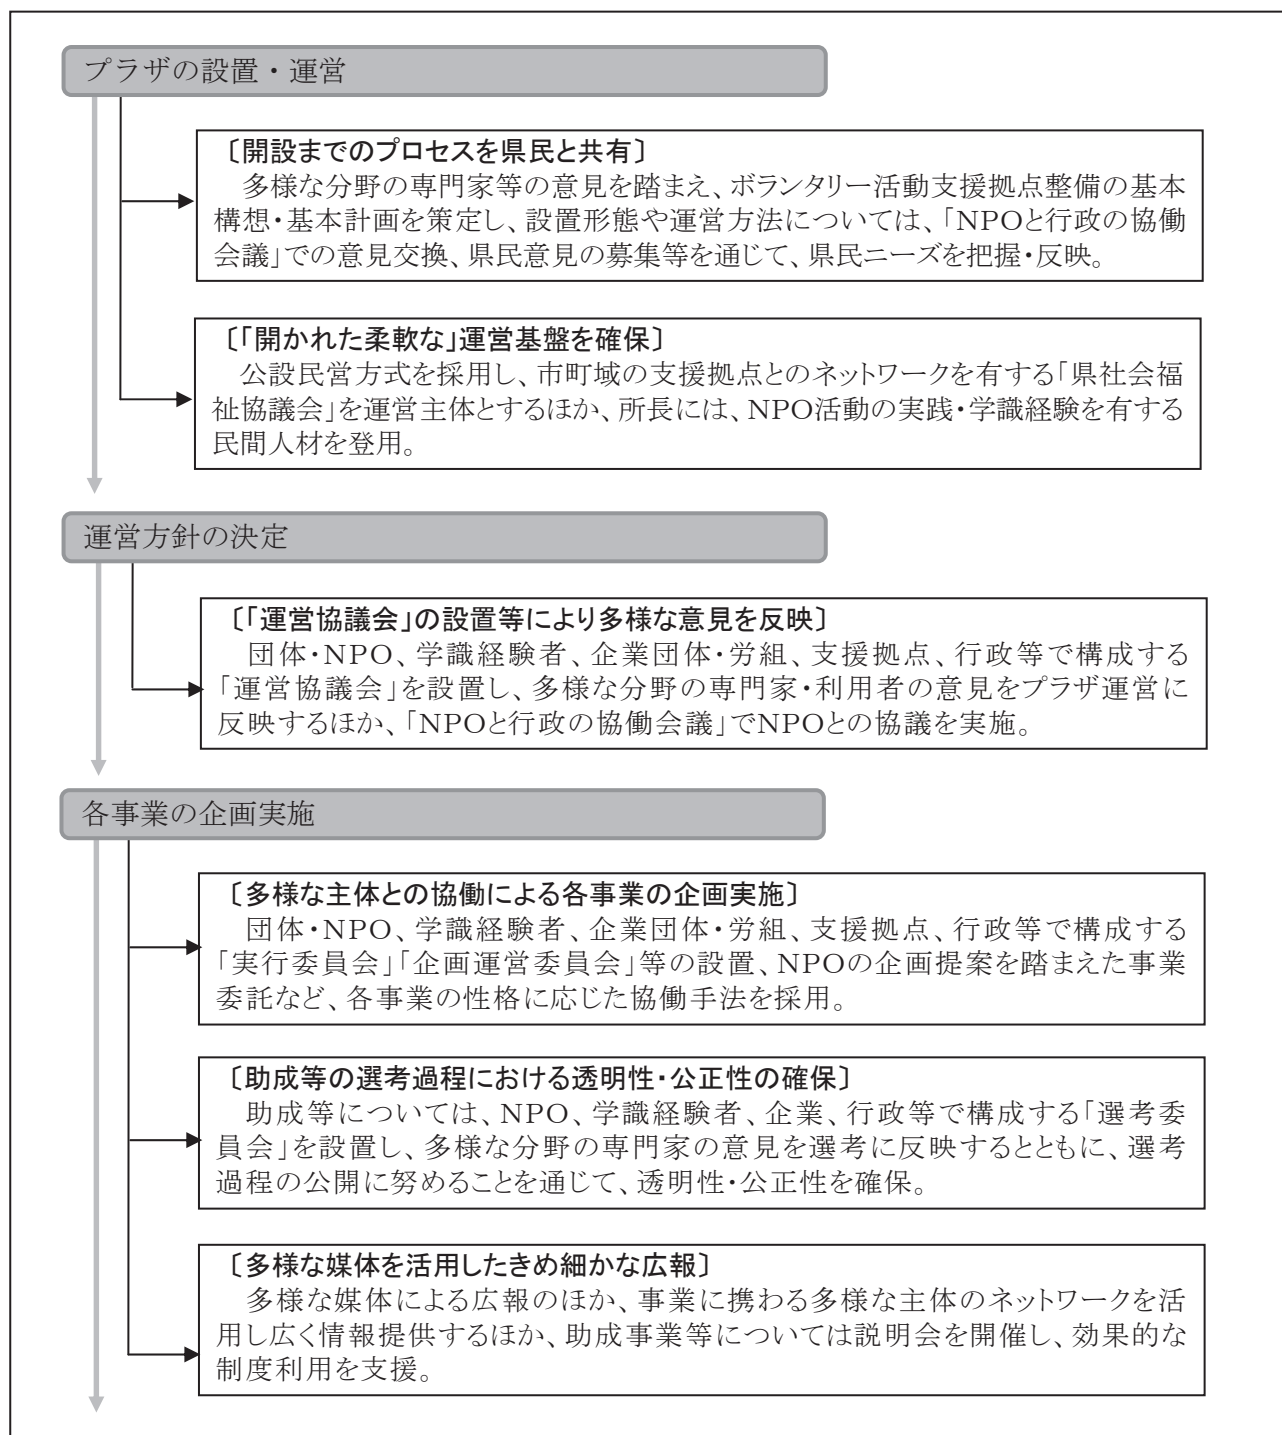 プラザの設置・運営
〔開設までのプロセスを県民と共有〕
多様な分野の専門家等の意見を踏まえ、ボランタリー活動支援拠点整備の基本
構想・基本計画を策定し、設置形態や運営方法については、「NPOと行政の協働
会議」での意見交換、県民意見の募集等を通じて、県民ニーズを把握・反映。
〔「開かれた柔軟な」運営基盤を確保〕
公設民営方式を採用し、市町域の支援拠点とのネットワークを有する「県社会福
祉協議会」を運営主体とするほか、所長には、NPO活動の実践・学識経験を有する
民間人材を登用。
運営方針の決定
〔「運営協議会」の設置等により多様な意見を反映〕
団体・NPO、学識経験者、企業団体・労組、支援拠点、行政等で構成する
「運営協議会」を設置し、多様な分野の専門家・利用者の意見をプラザ運営に
反映するほか、「NPOと行政の協働会議」でNPOとの協議を実施。
各事業の企画実施
〔多様な主体との協働による各事業の企画実施〕
団体・NPO、学識経験者、企業団体・労組、支援拠点、行政等で構成する
「実行委員会」「企画運営委員会」等の設置、NPOの企画提案を踏まえた事業
委託など、各事業の性格に応じた協働手法を採用。
〔助成等の選考過程における透明性・公正性の確保〕
助成等については、NPO、学識経験者、企業、行政等で構成する「選考委
員会」を設置し、多様な分野の専門家の意見を選考に反映するとともに、選考
過程の公開に努めることを通じて、透明性・公正性を確保。
〔多様な媒体を活用したきめ細かな広報〕
多様な媒体による広報のほか、事業に携わる多様な主体のネットワークを活
用し広く情報提供するほか、助成事業等については説明会を開催し、効果的な
制度利用を支援。